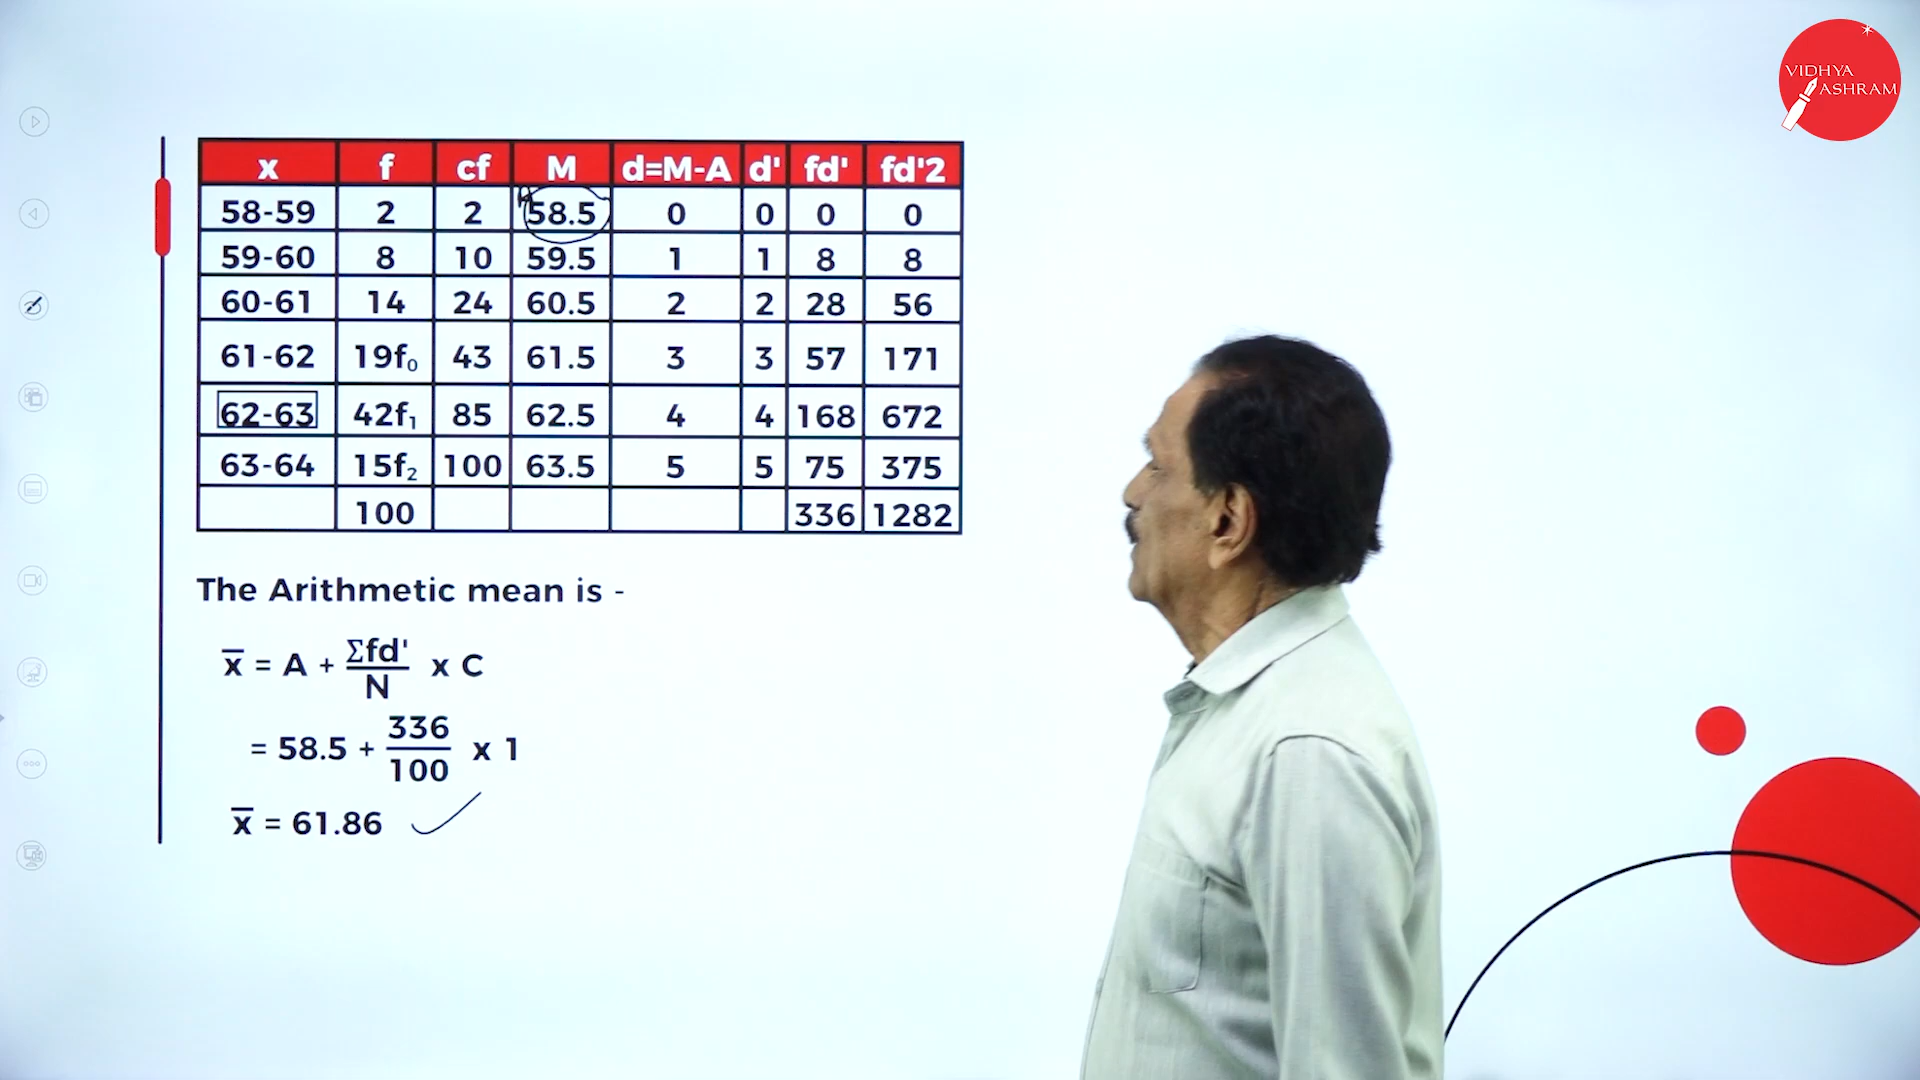 VIDHYA
ASHRAM
x f cf M d=M-A d' fd' fd'2
58-59 2 2 58.5 0 0 0 0
59-60 8 10 59.5 1 1 8 8
60-61 14 24 60.5 2 2 28 56
61-62 19f₀ 43 61.5 3 3 57 171
62-63 42f₁ 85 62.5 4 4 168 672
63-64 15f₂ 100 63.5 5 5 75 375
100 336 1282
The Arithmetic mean is -
x̅ = A + Σfd'/N x C
= 58.5 + 336/100 x 1
x̅ = 61.86